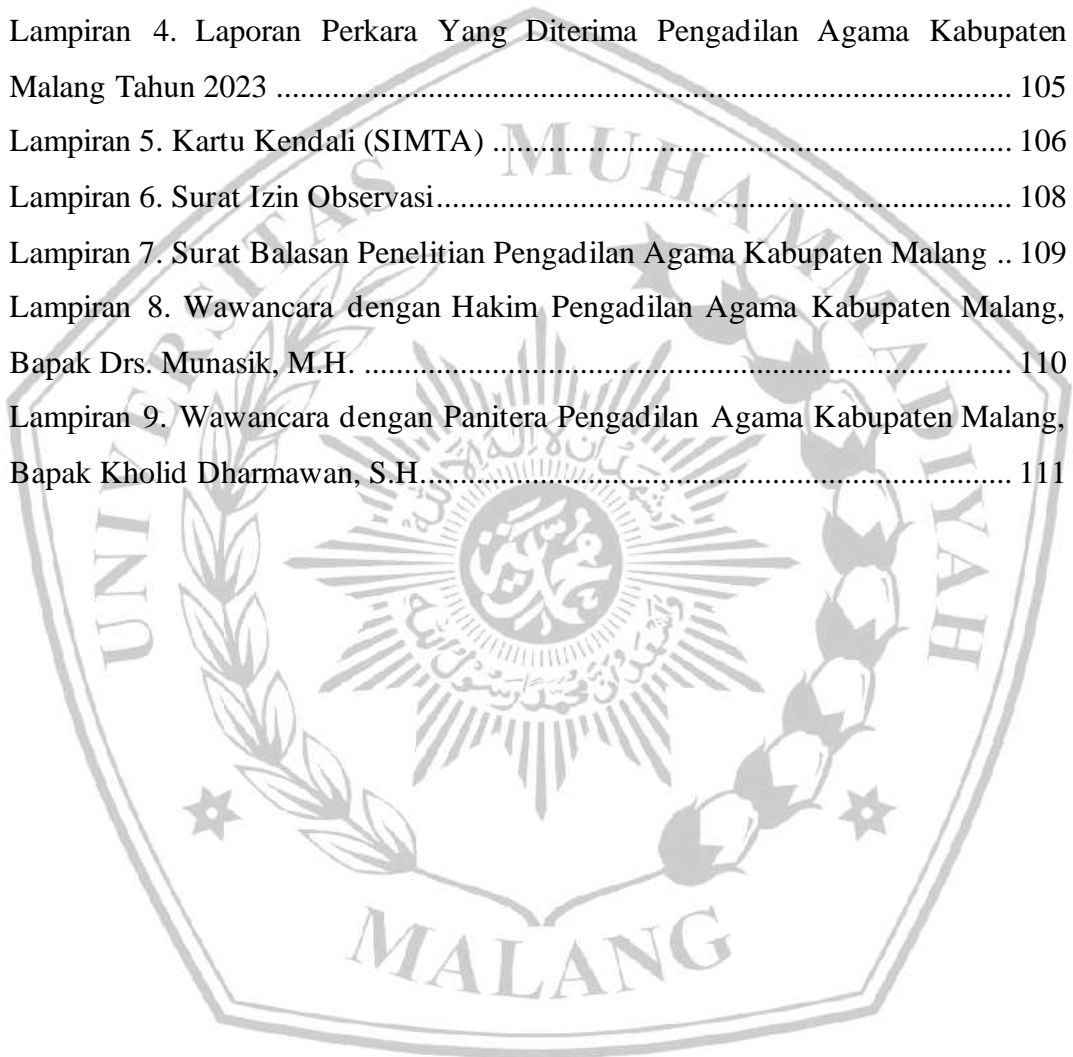 Lampiran 4. Laporan Perkara Yang Diterima Pengadilan Agama Kabupaten
Malang Tahun 2023 ........................................................................................ 105
Lampiran 5. Kartu Kendali (SIMTA) .............................................................. 106
Lampiran 6. Surat Izin Observasi..................................................................... 108
Lampiran 7. Surat Balasan Penelitian Pengadilan Agama Kabupaten Malang .. 109
Lampiran 8. Wawancara dengan Hakim Pengadilan Agama Kabupaten Malang,
Bapak Drs. Munasik, M.H. .............................................................................. 110
Lampiran 9. Wawancara dengan Panitera Pengadilan Agama Kabupaten Malang,
Bapak Kholid Dharmawan, S.H........................................................................ 111
UNIVERSITAS MUHAMMADIYAH
MALANG